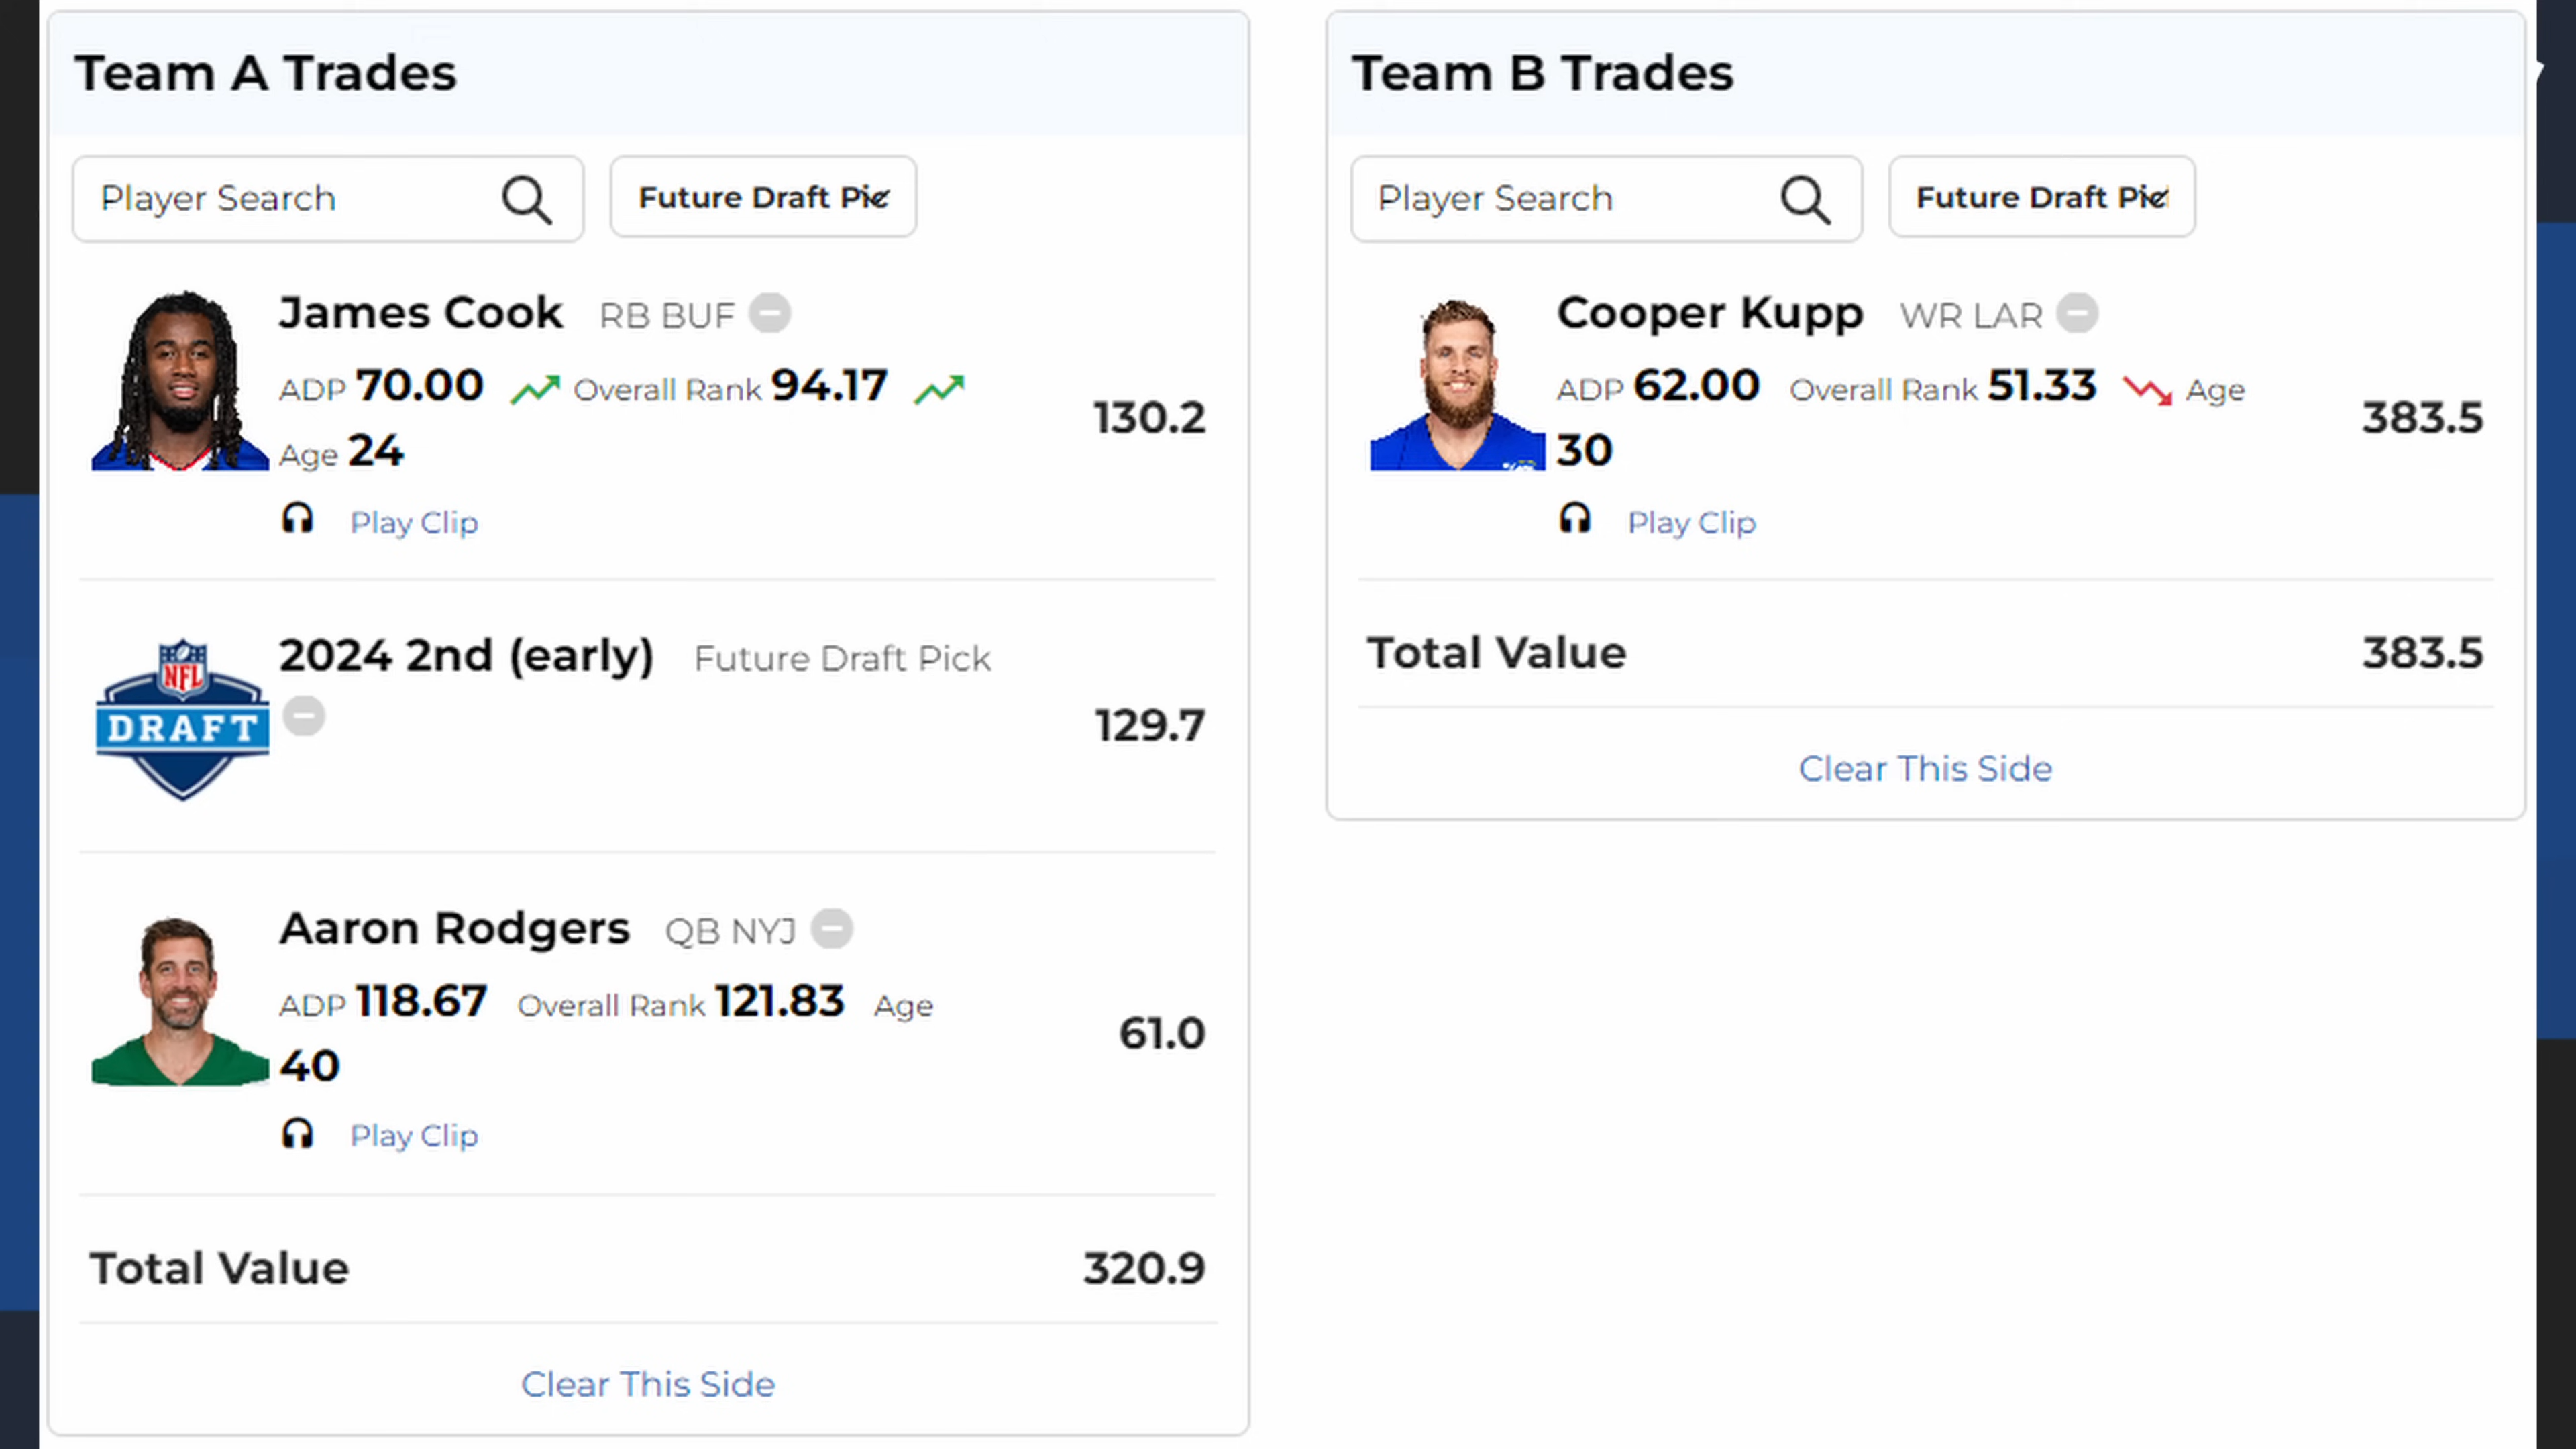 Team A Trades
Player Search
Future Draft Pic
James Cook RB BUF
ADP 70.00 Overall Rank 94.17
Age 24
130.2
Play Clip
NFL
DRAFT
2024 2nd (early) Future Draft Pick
129.7
Aaron Rodgers QB NYJ
ADP 118.67 Overall Rank 121.83 Age
40
61.0
Play Clip
Total Value 320.9
Clear This Side
Team B Trades
Player Search
Future Draft Pic
Cooper Kupp WR LAR
ADP 62.00 Overall Rank 51.33 Age
30
383.5
Play Clip
Total Value 383.5
Clear This Side